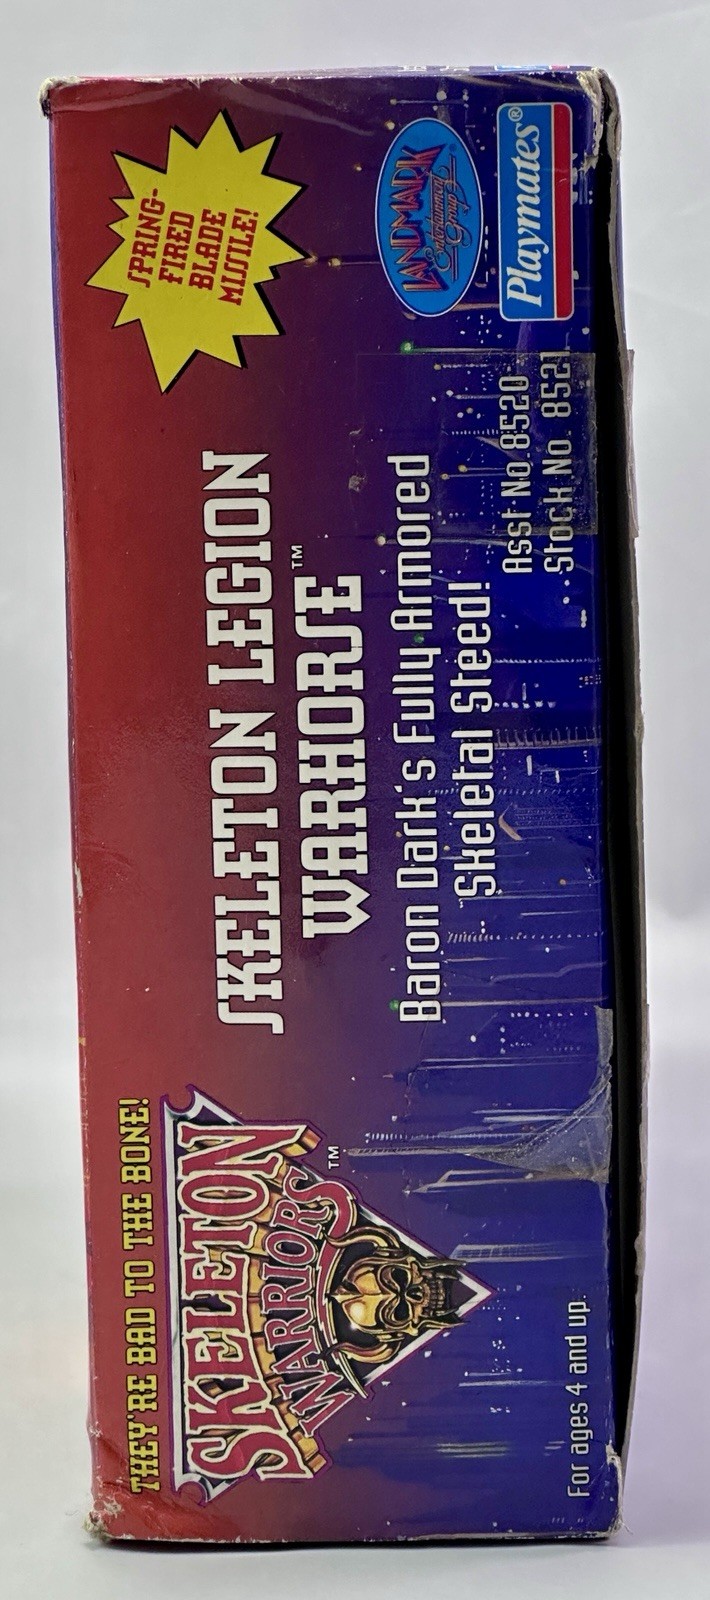 THEY'RE BAD TO THE BONE!
SKELETON
WARRIORS™
For ages 4 and up.
SKELETON LEGION
WARHORSE™
Baron Dark's Fully Armored
Skeletal Steed!
SPRING-
FIRED
BLADE
MISSILE!
LANDMARK®
Entertainment
Group
Playmates®
Asst No. 8520
Stock No. 8521